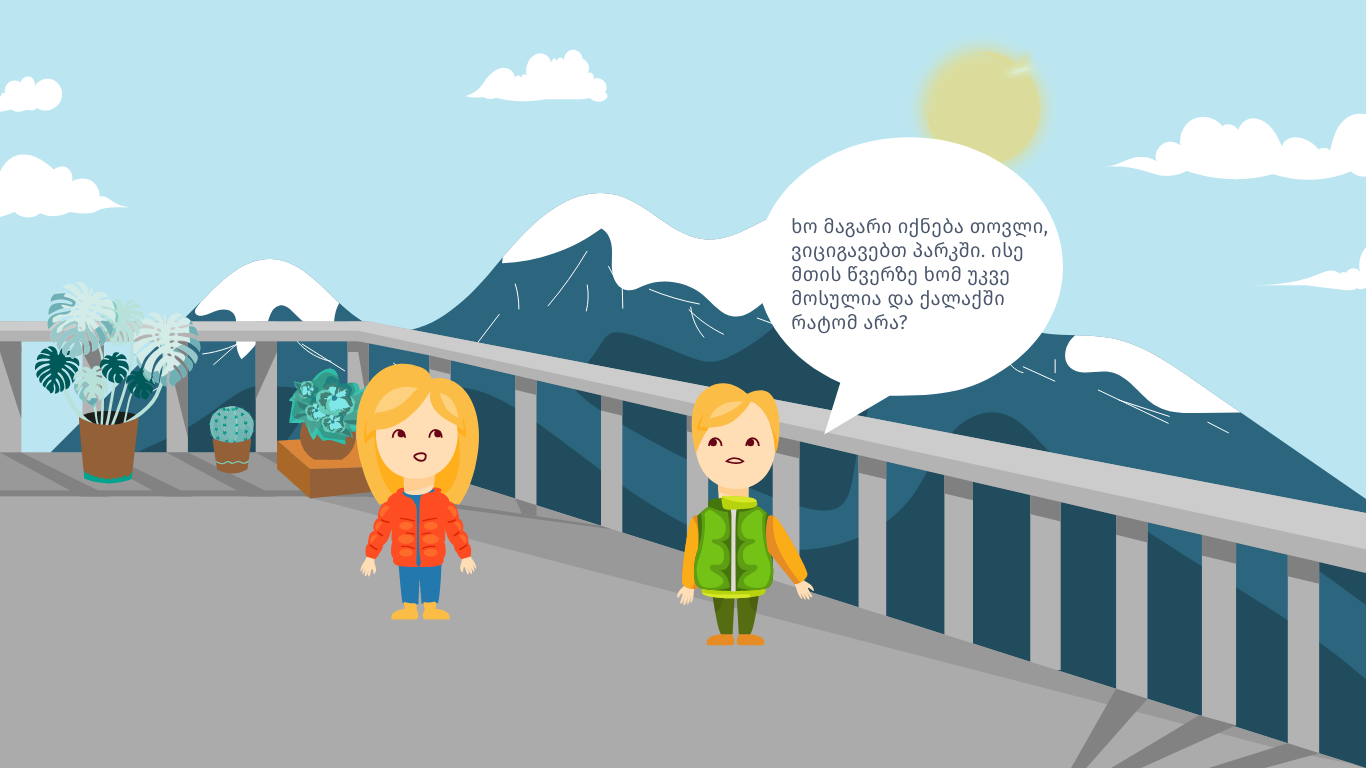 ხო მაგარი იქნება თოვლი,
ვიციგავებთ პარკში. ისე
მთის წვერზე ხომ უკვე
მოსულია და ქალაქში
რატომ არა?